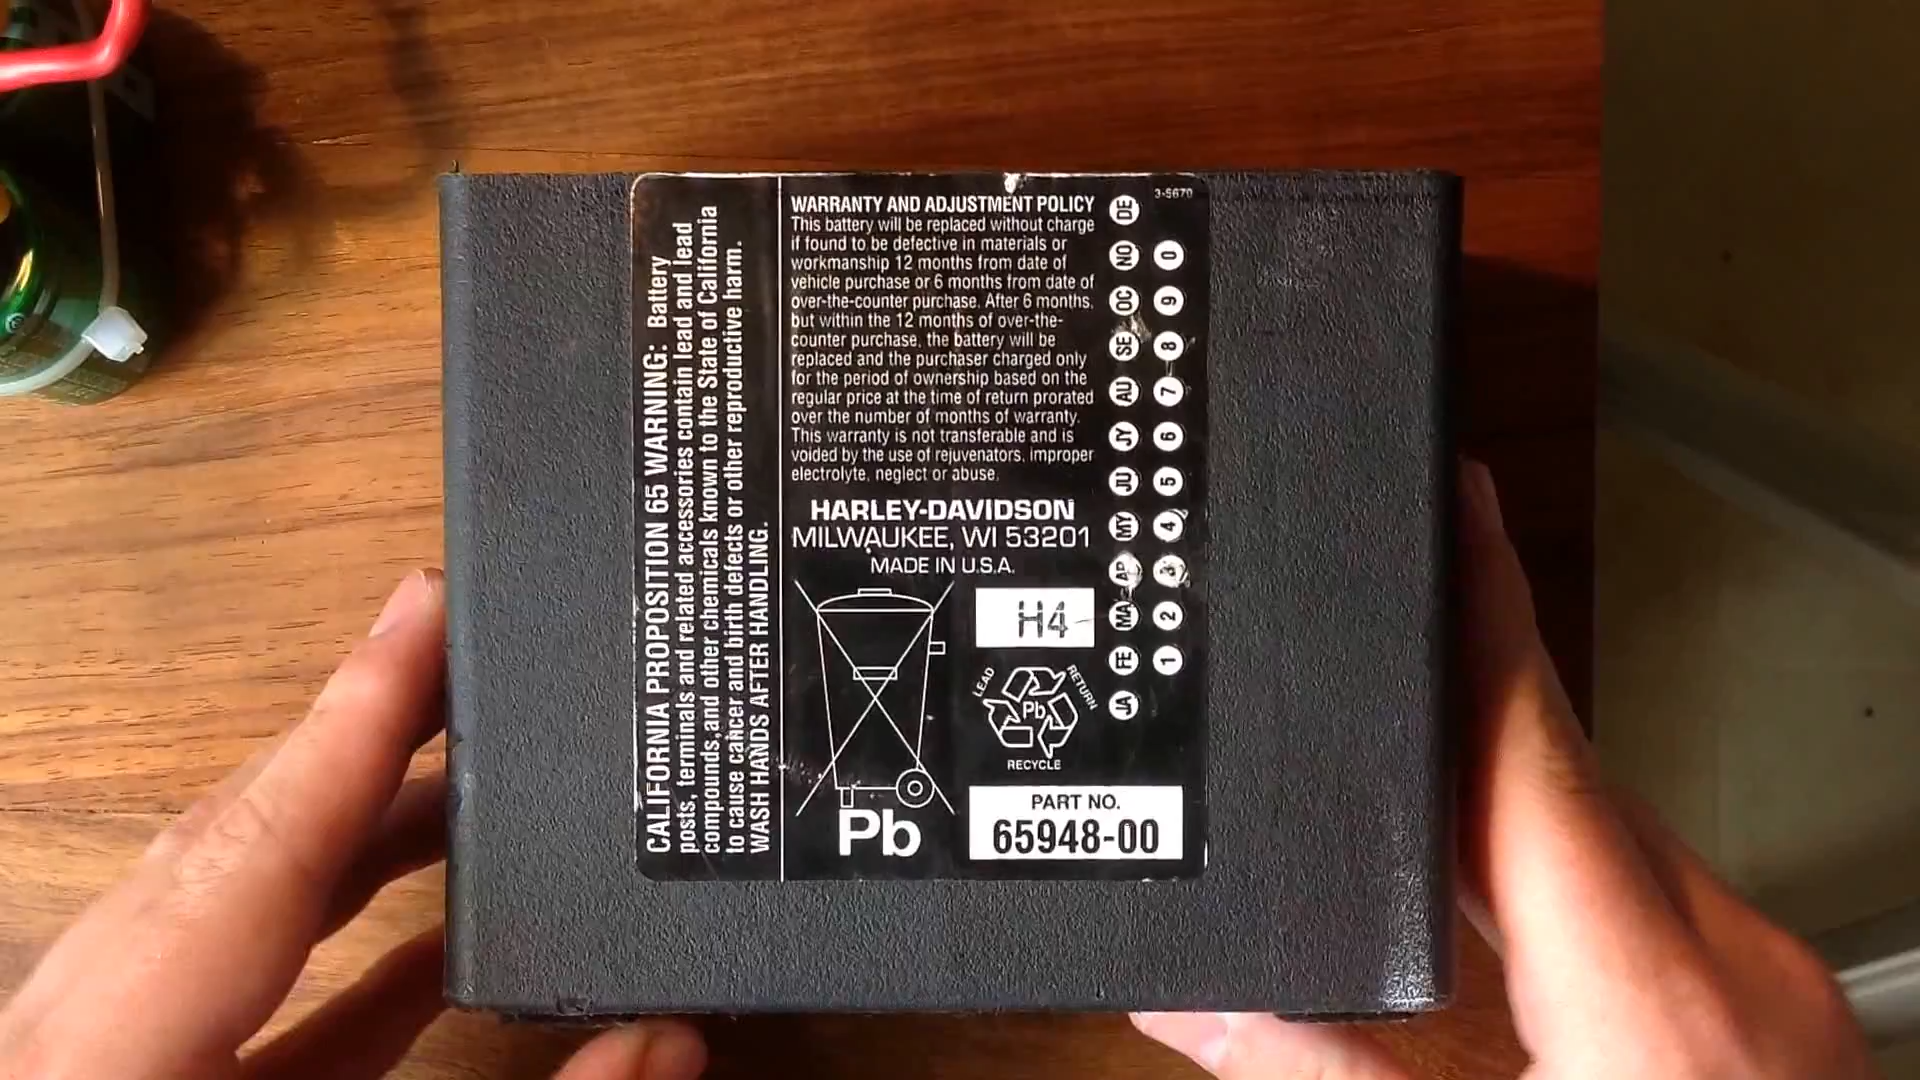 CALIFORNIA PROPOSITION 65 WARNING: Battery
posts, terminals and related accessories contain lead and lead
compounds,and other chemicals known to the State of California
to cause cancer and birth defects or other reproductive harm.
WASH HANDS AFTER HANDLING.
WARRANTY AND ADJUSTMENT POLICY
This battery will be replaced without charge
if found to be defective in materials or
workmanship 12 months from date of
vehicle purchase or 6 months from date of
over-the-counter purchase. After 6 months,
but within the 12 months of over-the-
counter purchase, the battery will be
replaced and the purchaser charged only
for the period of ownership based on the
regular price at the time of return prorated
over the number of months of warranty.
This warranty is not transferable and is
voided by the use of rejuvenators, improper
electrolyte, neglect or abuse.
HARLEY-DAVIDSON
MILWAUKEE, WI 53201
MADE IN U.S.A.
H4
LEAD
RETURN
Pb
RECYCLE
Pb
PART NO.
65948-00
3-5670
DE
NO 0
OC 9
SE 8
AU 7
JY 6
JU 5
MY 4
AP 3
MA 2
FE 1
JA